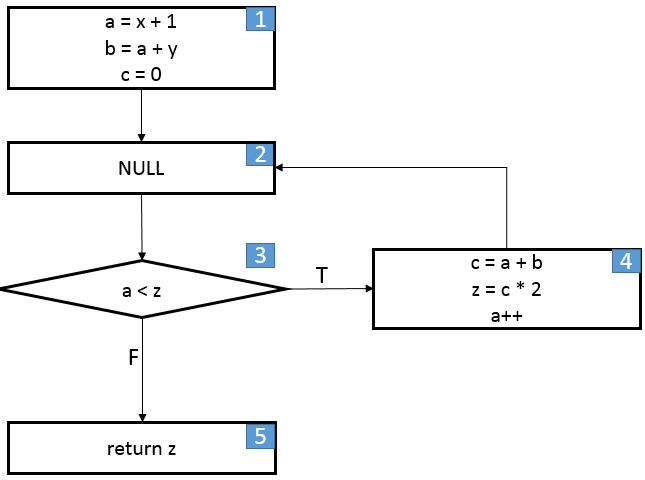 a = x + 1
b = a + y
c = 0
1
NULL
2
3
a < z
T
c = a + b
z = c * 2
a++
4
F
return z
5